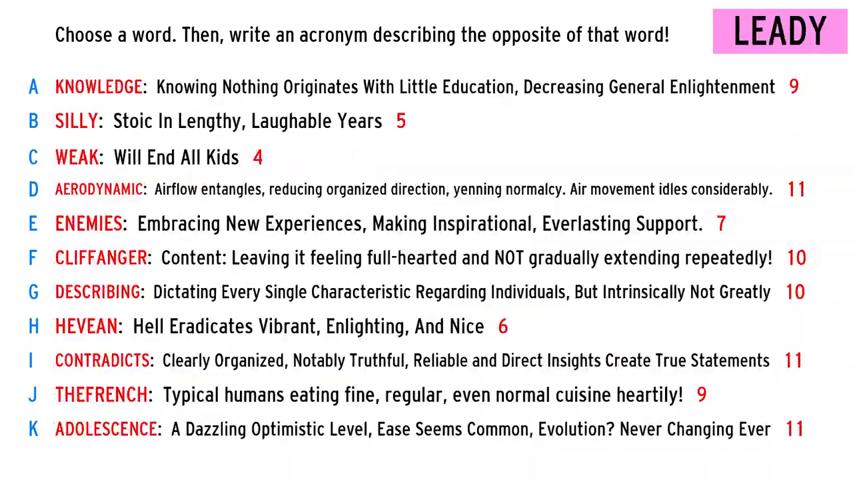 Choose a word. Then, write an acronym describing the opposite of that word!
LEADY
A KNOWLEDGE: Knowing Nothing Originates With Little Education, Decreasing General Enlightenment 9
B SILLY: Stoic In Lengthy, Laughable Years 5
C WEAK: Will End All Kids 4
D AERODYNAMIC: Airflow entangles, reducing organized direction, yenning normalcy. Air movement idles considerably. 11
E ENEMIES: Embracing New Experiences, Making Inspirational, Everlasting Support. 7
F CLIFFANGER: Content: Leaving it feeling full-hearted and NOT gradually extending repeatedly! 10
G DESCRIBING: Dictating Every Single Characteristic Regarding Individuals, But Intrinsically Not Greatly 10
H HEVEAN: Hell Eradicates Vibrant, Enlighting, And Nice 6
I CONTRADICTS: Clearly Organized, Notably Truthful, Reliable and Direct Insights Create True Statements 11
J THEFRENCH: Typical humans eating fine, regular, even normal cuisine heartily! 9
K ADOLESCENCE: A Dazzling Optimistic Level, Ease Seems Common, Evolution? Never Changing Ever 11